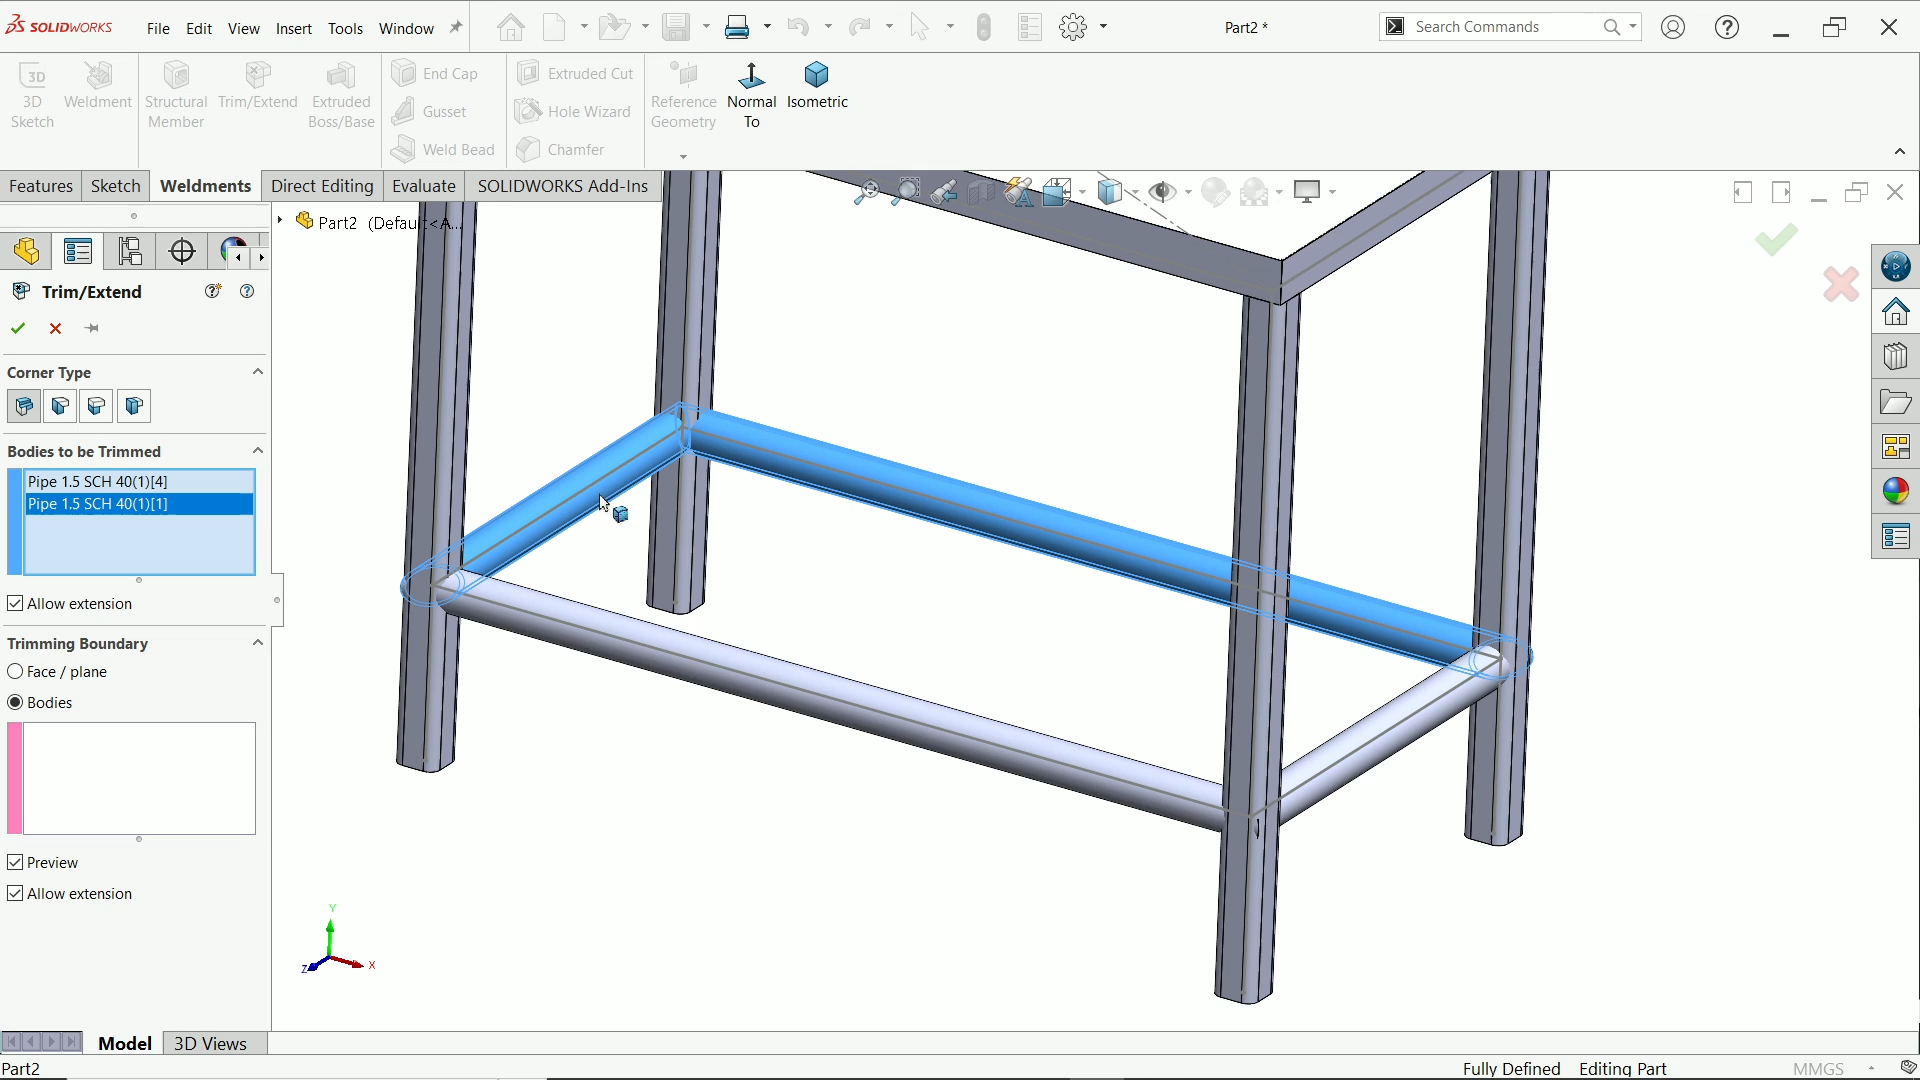 SOLIDWORKS
File Edit View Insert Tools Window
Part2 *
Search Commands
3D Sketch
Weldment
Structural Member
Trim/Extend
Extruded Boss/Base
End Cap
Gusset
Weld Bead
Extruded Cut
Hole Wizard
Chamfer
Reference Geometry
Normal To
Isometric
Features Sketch Weldments Direct Editing Evaluate SOLIDWORKS Add-Ins
Part2 (Default<A...
Trim/Extend
Corner Type
Bodies to be Trimmed
Pipe 1.5 SCH 40(1)[4]
Pipe 1.5 SCH 40(1)[1]
Allow extension
Trimming Boundary
Face / plane
Bodies
Preview
Allow extension
Y
Z X
Model 3D Views
Part2 Fully Defined Editing Part MMGS